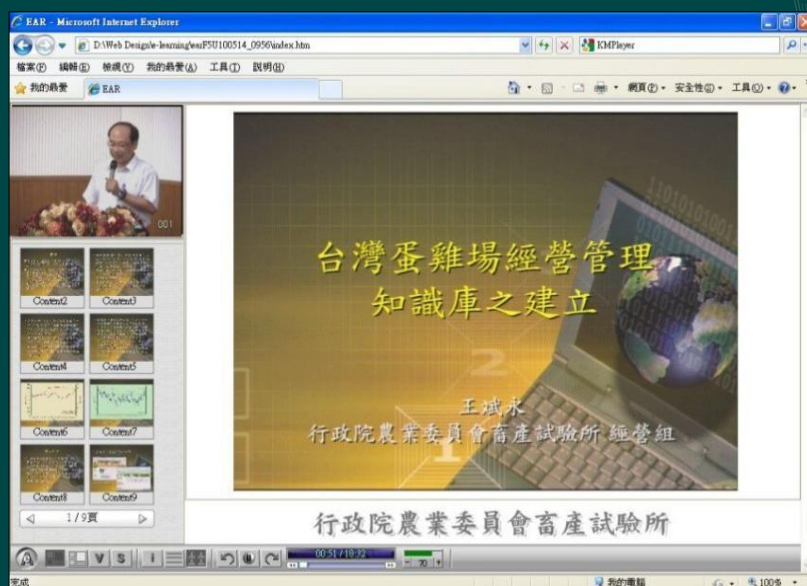 EAR - Microsoft Internet Explorer
D:\Web Design\e-learning\earF5U100514_0956\index.htm
KMPlayer
檔案(F) 編輯(E) 檢視(V) 我的最愛(A) 工具(T) 說明(H)
我的最愛 EAR 網頁(P) 安全性(S) 工具(O)
001
台灣蛋雞場經營管理
知識庫之建立
王斌永
行政院農業委員會畜產試驗所 經營組
2
1
Content2 Content3
Content4 Content5
Content6 Content7
Content8 Content9
1/9頁
行政院農業委員會畜產試驗所
V S I
00:51/18:32
70
完成 我的電腦 100%